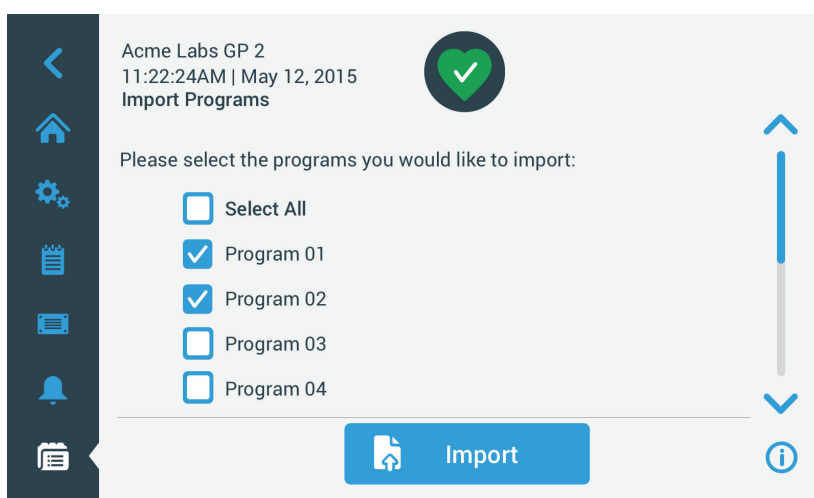 Acme Labs GP 2
11:22:24AM | May 12, 2015
Import Programs
Please select the programs you would like to import:
Select All
Program 01
Program 02
Program 03
Program 04
Import